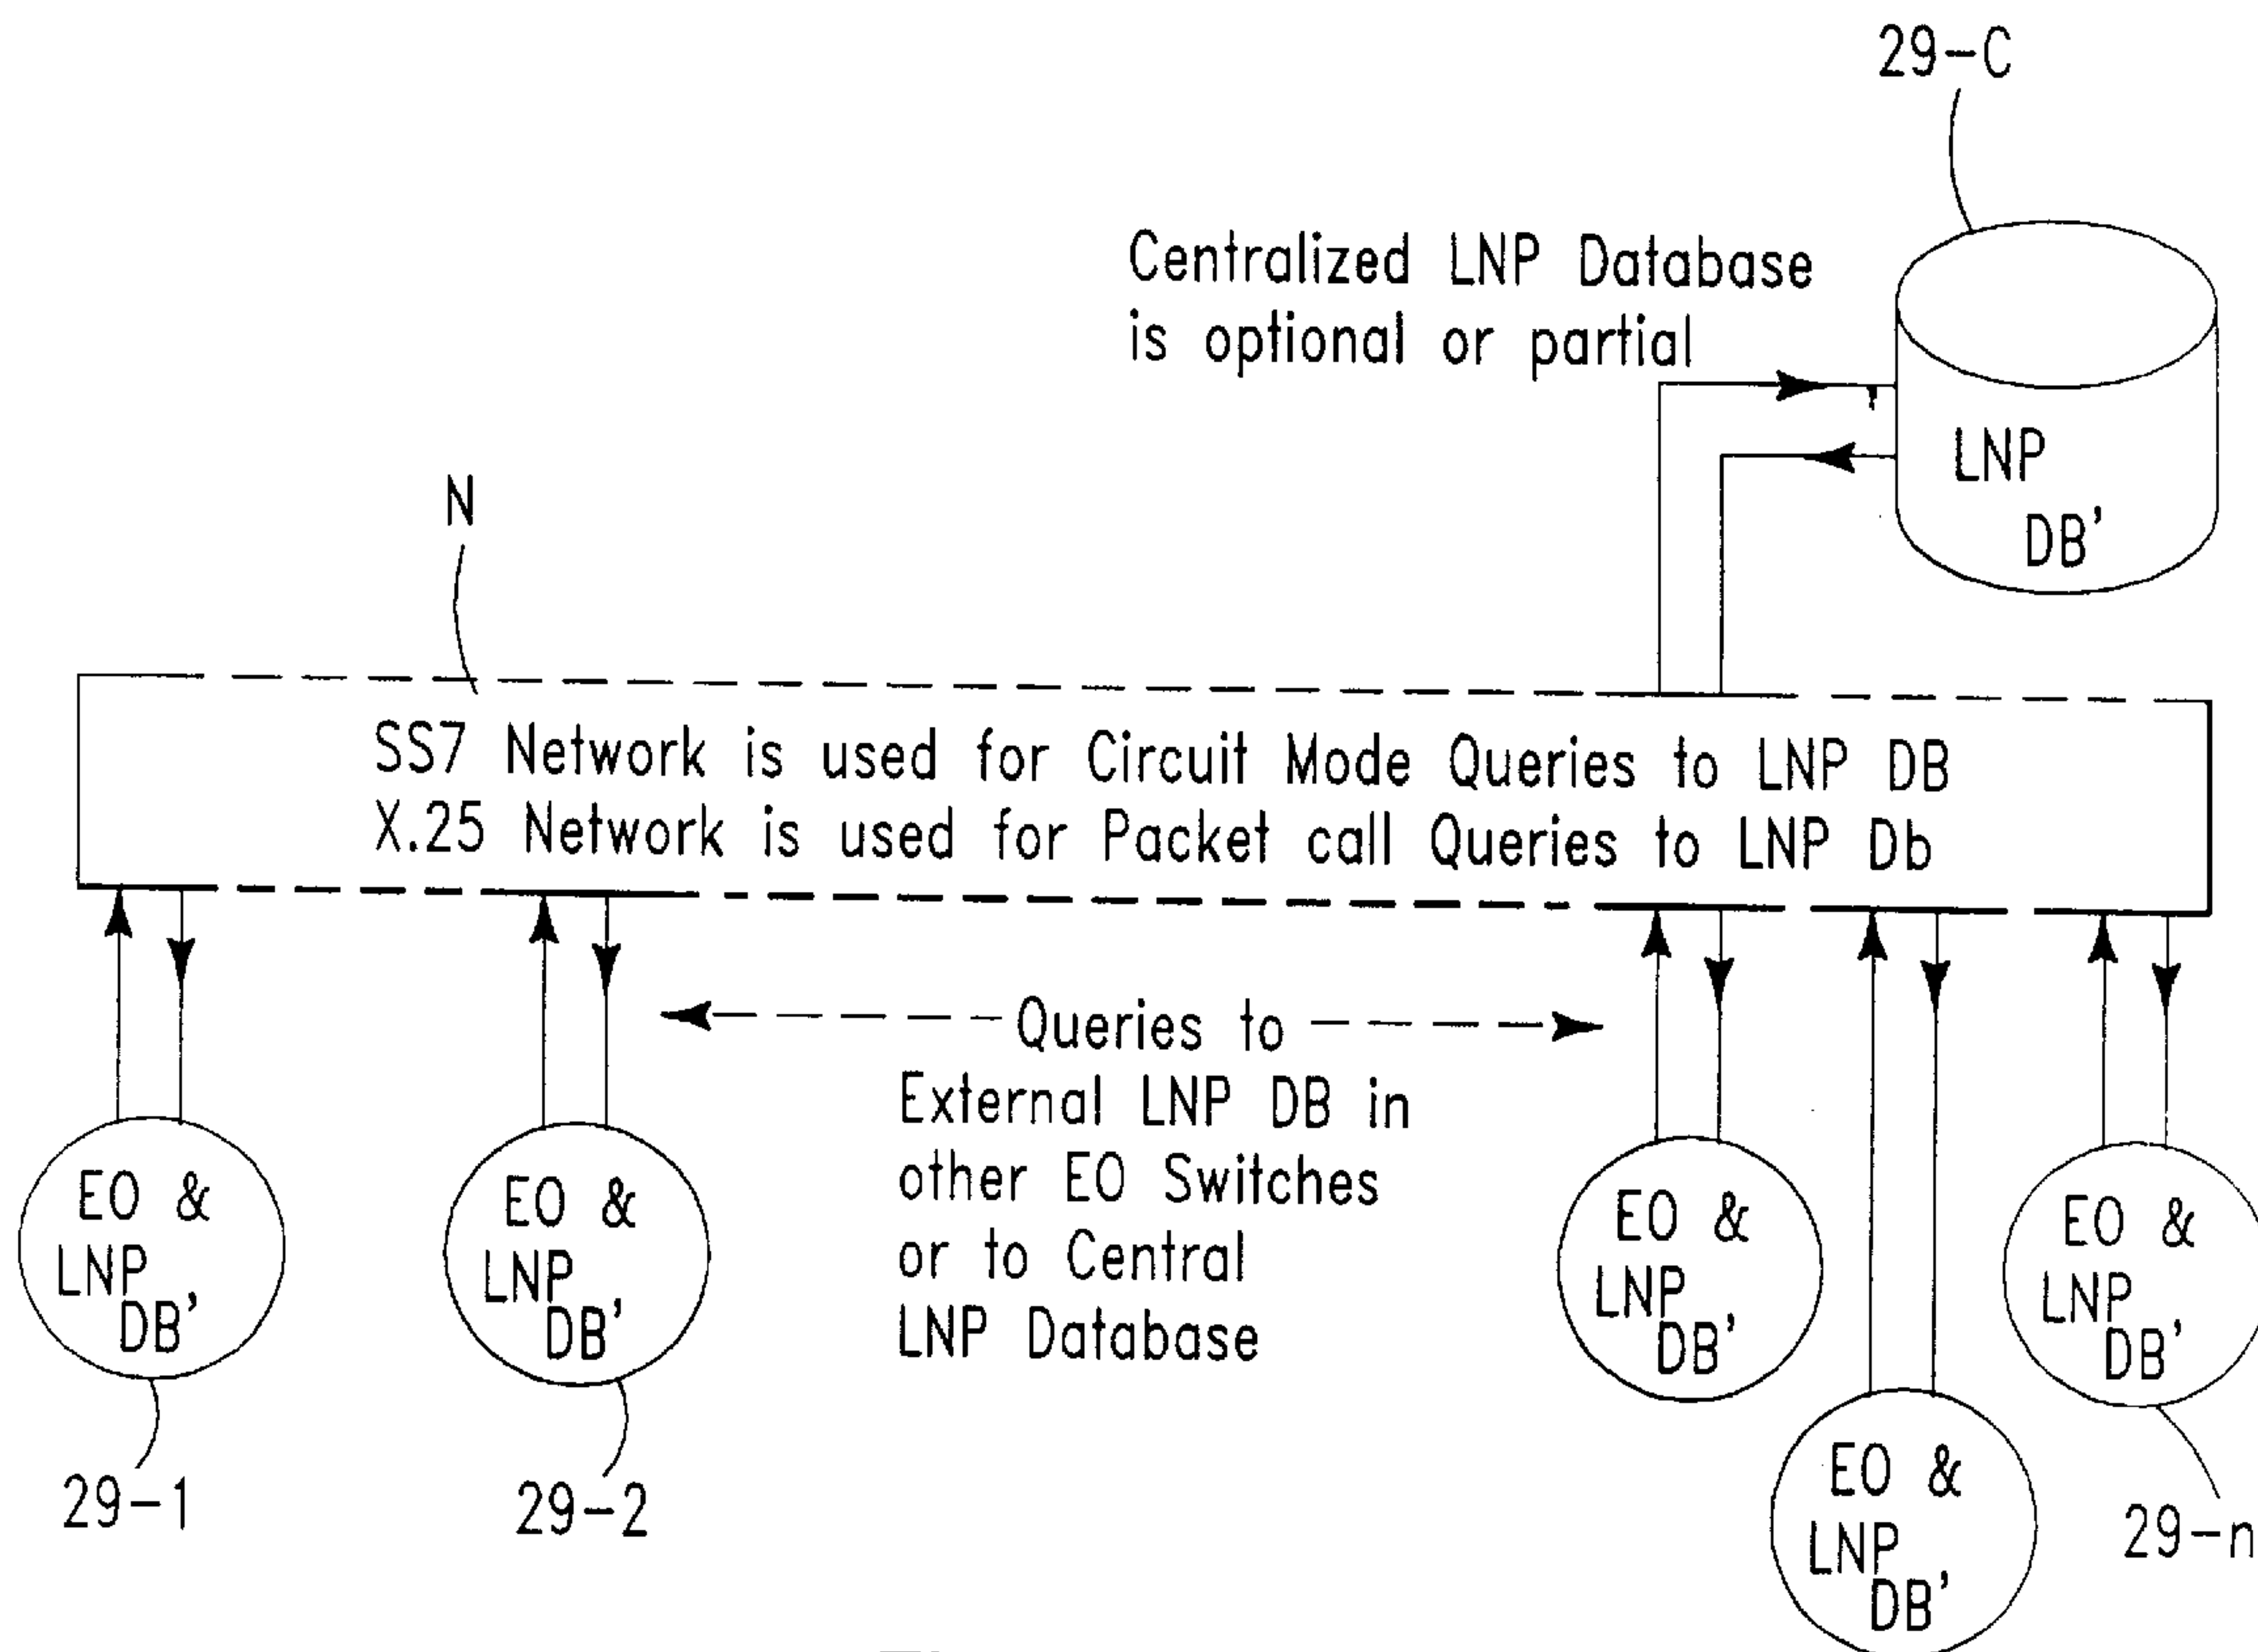 29-C
Centralized LNP Database
is optional or partial
LNP
DB'
N
SS7 Network is used for Circuit Mode Queries to LNP DB
X.25 Network is used for Packet call Queries to LNP Db
Queries to
External LNP DB in
other EO Switches
or to Central
LNP Database
EO &
LNP
DB'
29-1
EO &
LNP
DB'
29-2
EO &
LNP
DB'
EO &
LNP
DB'
EO &
LNP
DB'
29-n